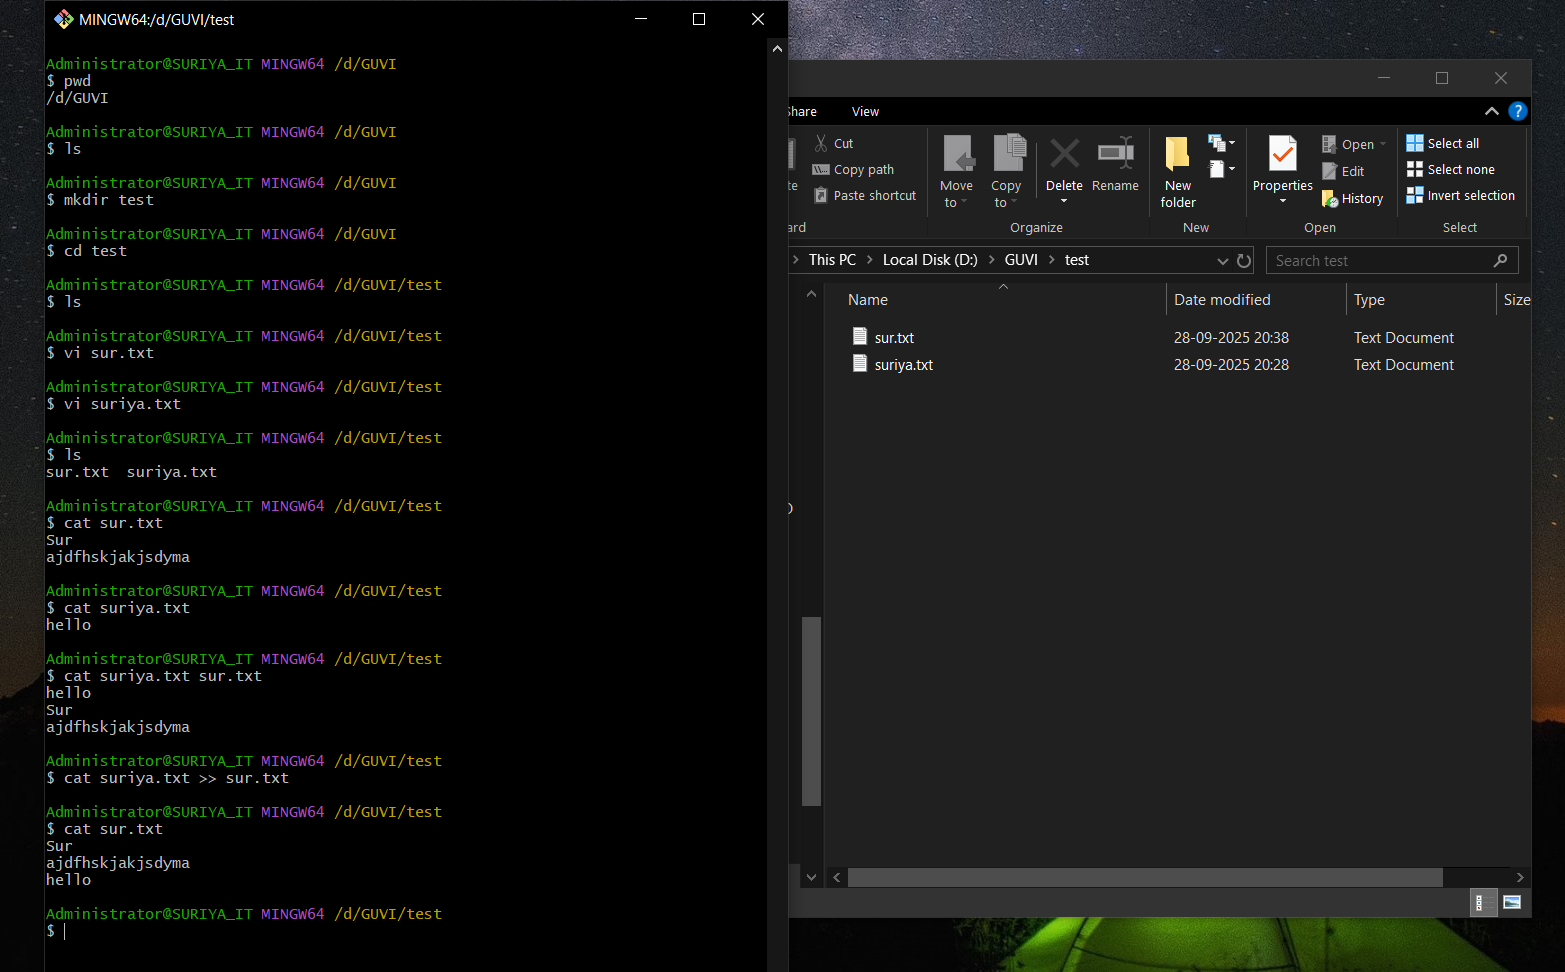 MINGW64:/d/GUVI/test
Administrator@SURIYA_IT MINGW64 /d/GUVI
$ pwd
/d/GUVI
Administrator@SURIYA_IT MINGW64 /d/GUVI
$ ls
Administrator@SURIYA_IT MINGW64 /d/GUVI
$ mkdir test
Administrator@SURIYA_IT MINGW64 /d/GUVI
$ cd test
Administrator@SURIYA_IT MINGW64 /d/GUVI/test
$ ls
Administrator@SURIYA_IT MINGW64 /d/GUVI/test
$ vi sur.txt
Administrator@SURIYA_IT MINGW64 /d/GUVI/test
$ vi suriya.txt
Administrator@SURIYA_IT MINGW64 /d/GUVI/test
$ ls
sur.txt  suriya.txt
Administrator@SURIYA_IT MINGW64 /d/GUVI/test
$ cat sur.txt
Sur
ajdfhskjakjsdyma
Administrator@SURIYA_IT MINGW64 /d/GUVI/test
$ cat suriya.txt
hello
Administrator@SURIYA_IT MINGW64 /d/GUVI/test
$ cat suriya.txt sur.txt
hello
Sur
ajdfhskjakjsdyma
Administrator@SURIYA_IT MINGW64 /d/GUVI/test
$ cat suriya.txt >> sur.txt
Administrator@SURIYA_IT MINGW64 /d/GUVI/test
$ cat sur.txt
Sur
ajdfhskjakjsdyma
hello
Administrator@SURIYA_IT MINGW64 /d/GUVI/test
$
Share View
?
Cut
Copy path
Paste shortcut
Move to
Copy to
Delete
Rename
Organize
New folder
New
Properties
Open
Edit
History
Open
Select all
Select none
Invert selection
Select
This PC > Local Disk (D:) > GUVI > test
Search test
Name Date modified Type Size
sur.txt 28-09-2025 20:38 Text Document
suriya.txt 28-09-2025 20:28 Text Document